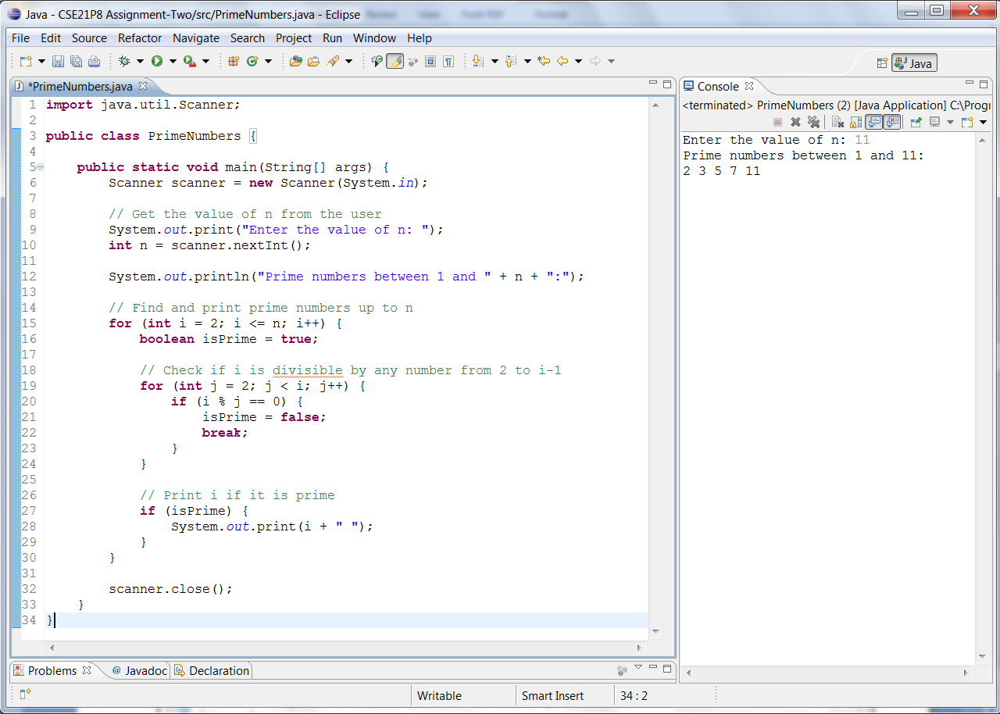 Java - CSE21P8 Assignment-Two/src/PrimeNumbers.java - Eclipse
File Edit Source Refactor Navigate Search Project Run Window Help
Java
*PrimeNumbers.java
1 import java.util.Scanner;
2
3 public class PrimeNumbers {
4
5 public static void main(String[] args) {
6 Scanner scanner = new Scanner(System.in);
7
8 // Get the value of n from the user
9 System.out.print("Enter the value of n: ");
10 int n = scanner.nextInt();
11
12 System.out.println("Prime numbers between 1 and " + n + ":");
13
14 // Find and print prime numbers up to n
15 for (int i = 2; i <= n; i++) {
16 boolean isPrime = true;
17
18 // Check if i is divisible by any number from 2 to i-1
19 for (int j = 2; j < i; j++) {
20 if (i % j == 0) {
21 isPrime = false;
22 break;
23 }
24 }
25
26 // Print i if it is prime
27 if (isPrime) {
28 System.out.print(i + " ");
29 }
30 }
31
32 scanner.close();
33 }
34 }
Console
<terminated> PrimeNumbers (2) [Java Application] C:\Progr
Enter the value of n: 11
Prime numbers between 1 and 11:
2 3 5 7 11
Problems @ Javadoc Declaration
Writable Smart Insert 34 : 2